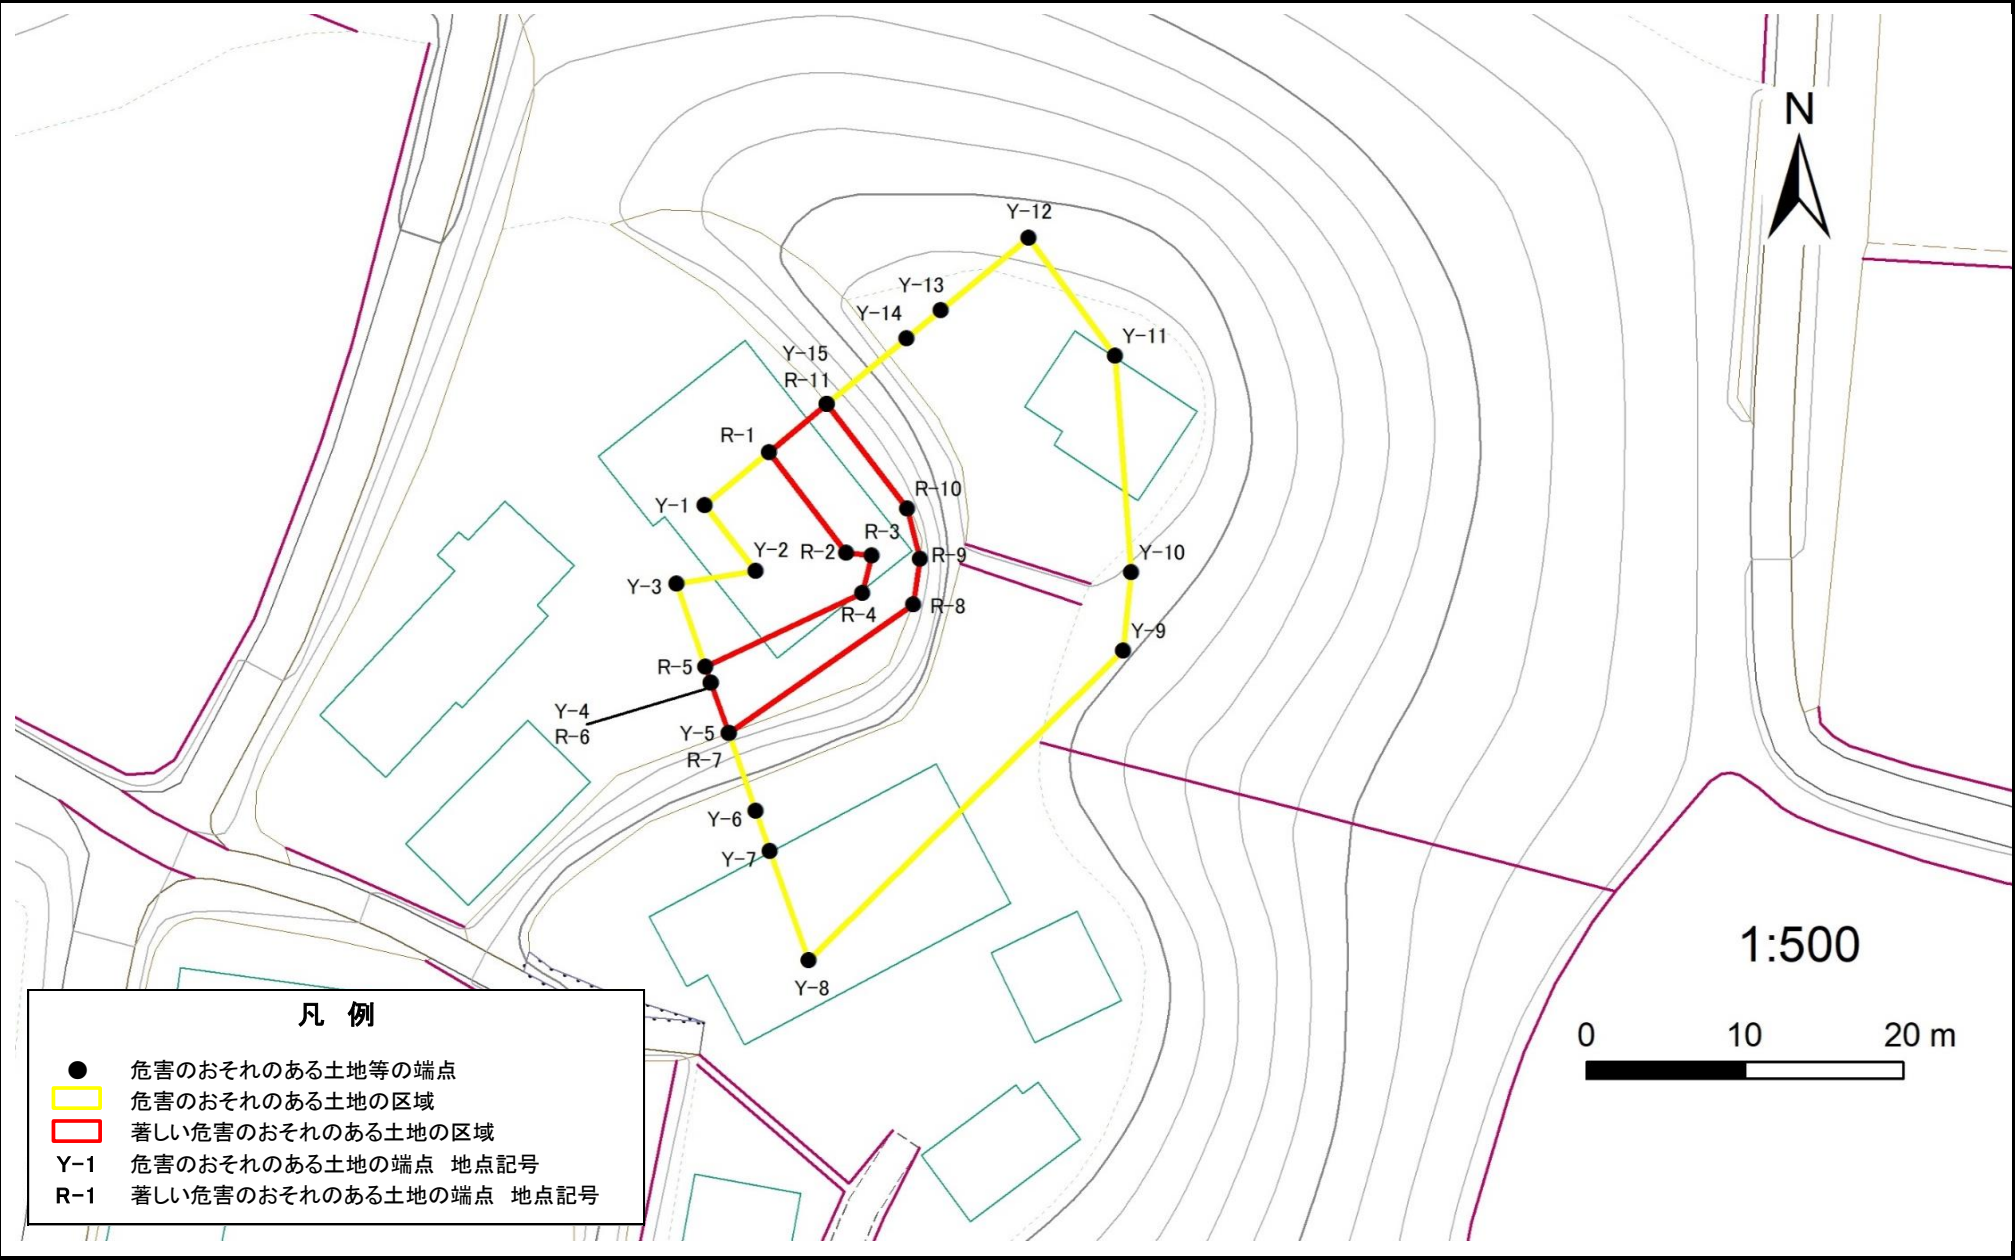 N
Y-12
Y-13
Y-14
Y-11
Y-15
R-11
R-1
Y-1
R-10
R-3
Y-2
R-2
R-9
Y-10
Y-3
R-4
R-8
Y-9
R-5
Y-4
R-6
Y-5
R-7
Y-6
Y-7
Y-8
1:500
0 10 20 m
凡 例
危害のおそれのある土地等の端点
危害のおそれのある土地の区域
著しい危害のおそれのある土地の区域
Y-1 危害のおそれのある土地の端点 地点記号
R-1 著しい危害のおそれのある土地の端点 地点記号